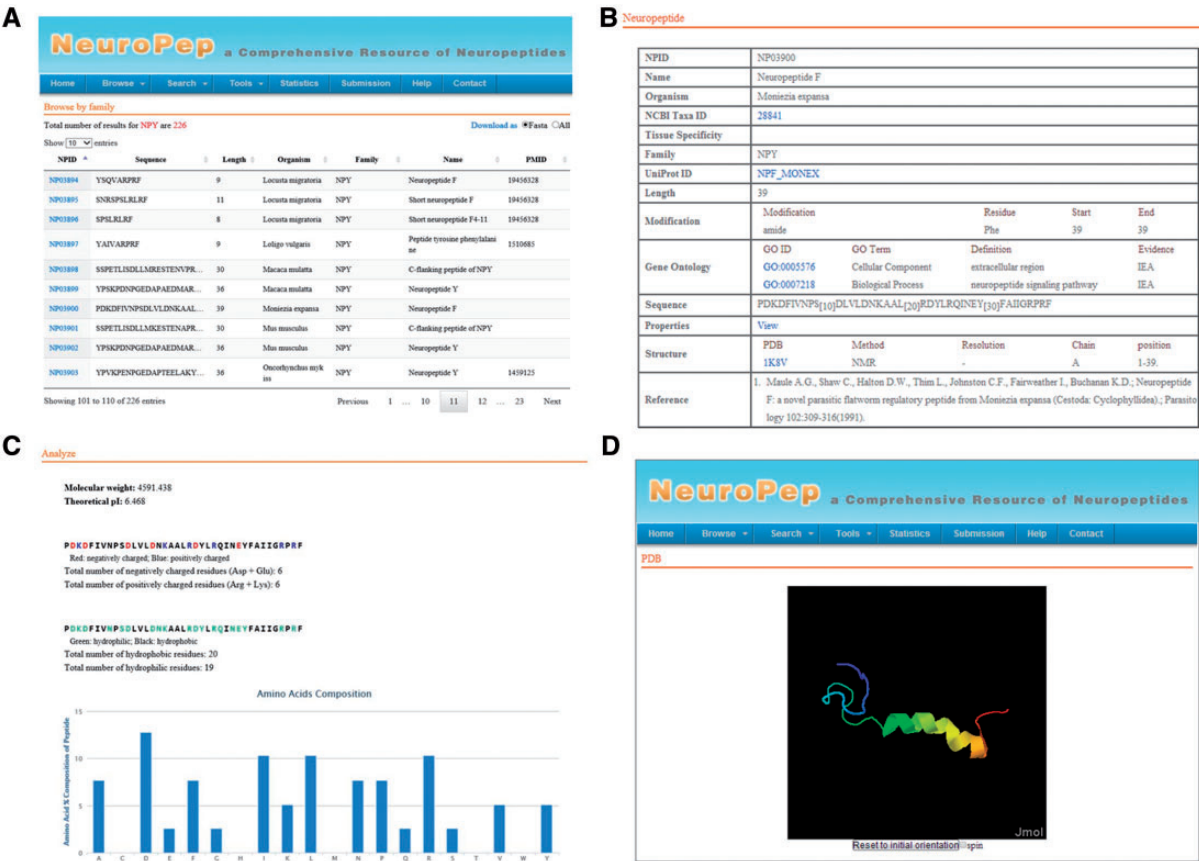 A
NeuroPep a Comprehensive Resource of Neuropeptides
Home Browse Search Tools Statistics Submission Help Contact
Browse by family
Total number of results for NPY are 226 Download as Fasta All
Show 10 entries
NPID Sequence Length Organism Family Name PMID
NP03894 YSQVARPRF 9 Locusta migratoria NPY Neuropeptide F 19456328
NP03895 SNRSPSLRLRF 11 Locusta migratoria NPY Short neuropeptide F 19456328
NP03896 SPSLRLRF 8 Locusta migratoria NPY Short neuropeptide F4-11 19456328
NP03897 YAIVARPRF 9 Loligo vulgaris NPY Peptide tyrosine phenylalani
ne 1510685
NP03898 SSPETLISDLLMRESTENVPR... 30 Macaca mulatta NPY C-flanking peptide of NPY
NP03899 YPSKPDNPGEDAPAEDMAR... 36 Macaca mulatta NPY Neuropeptide Y
NP03900 PDKDFIVNPSDLVLDNKAAL... 39 Moniezia expansa NPY Neuropeptide F
NP03901 SSPETLISDLLMKESTENAPR... 30 Mus musculus NPY C-flanking peptide of NPY
NP03902 YPSKPDNPGEDAPAEDMAR... 36 Mus musculus NPY Neuropeptide Y
NP03903 YPVKPENPGEDAPTEELAKY... 36 Oncorhynchus myk
iss NPY Neuropeptide Y 1459125
Showing 101 to 110 of 226 entries Previous 1 ... 10 11 12 ... 23 Next
B
Neuropeptide
NPID NP03900
Name Neuropeptide F
Organism Moniezia expansa
NCBI Taxa ID 28841
Tissue Specificity
Family NPY
UniProt ID NPF_MONEX
Length 39
Modification Modification Residue Start End
amide Phe 39 39
Gene Ontology GO ID GO Term Definition Evidence
GO:0005576 Cellular Component extracellular region IEA
GO:0007218 Biological Process neuropeptide signaling pathway IEA
Sequence PDKDFIVNPS[10]DLVLDNKAAL[20]RDYLRQINEY[30]FAIIGRPRF
Properties View
Structure PDB Method Resolution Chain position
1K8V NMR - A 1-39.
Reference 1. Maule A.G., Shaw C., Halton D.W., Thim L., Johnston C.F., Fairweather I., Buchanan K.D.; Neuropeptide
F: a novel parasitic flatworm regulatory peptide from Moniezia expansa (Cestoda: Cyclophyllidea).; Parasito
logy 102:309-316(1991).
C
Analyze
Molecular weight: 4591.438
Theoretical pI: 6.468
PDKDFIVNPSDLVLDNKAALRDYLRQINEYFAIIGRPRF
Red: negatively charged; Blue: positively charged
Total number of negatively charged residues (Asp + Glu): 6
Total number of positively charged residues (Arg + Lys): 6
PDKDFIVNPSDLVLDNKAALRDYLRQINEYFAIIGRPRF
Green: hydrophilic; Black: hydrophobic
Total number of hydrophobic residues: 20
Total number of hydrophilic residues: 19
Amino Acids Composition
Amino Acid % Composition of Peptide
15
10
5
0
A C D E F G H I K L M N P Q R S T V W Y
D
NeuroPep a Comprehensive Resource of Neuropeptides
Home Browse Search Tools Statistics Submission Help Contact
PDB
Jmol
Reset to initial orientation spin